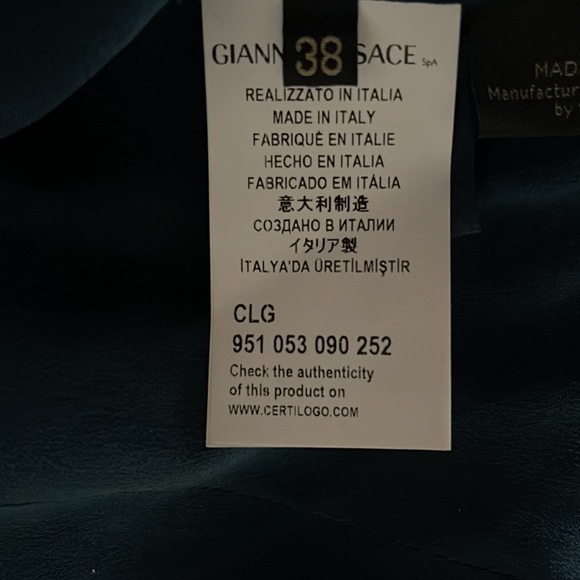 GIANN 38 SACE SpA
REALIZZATO IN ITALIA
MADE IN ITALY
FABRIQUÉ EN ITALIE
HECHO EN ITALIA
FABRICADO EM ITÁLIA
意大利制造
СОЗДАНО В ИТАЛИИ
イタリア製
İTALYA'DA ÜRETİLMİŞTİR
CLG
951 053 090 252
Check the authenticity
of this product on
WWW.CERTILOGO.COM
MAD
Manufactur
by